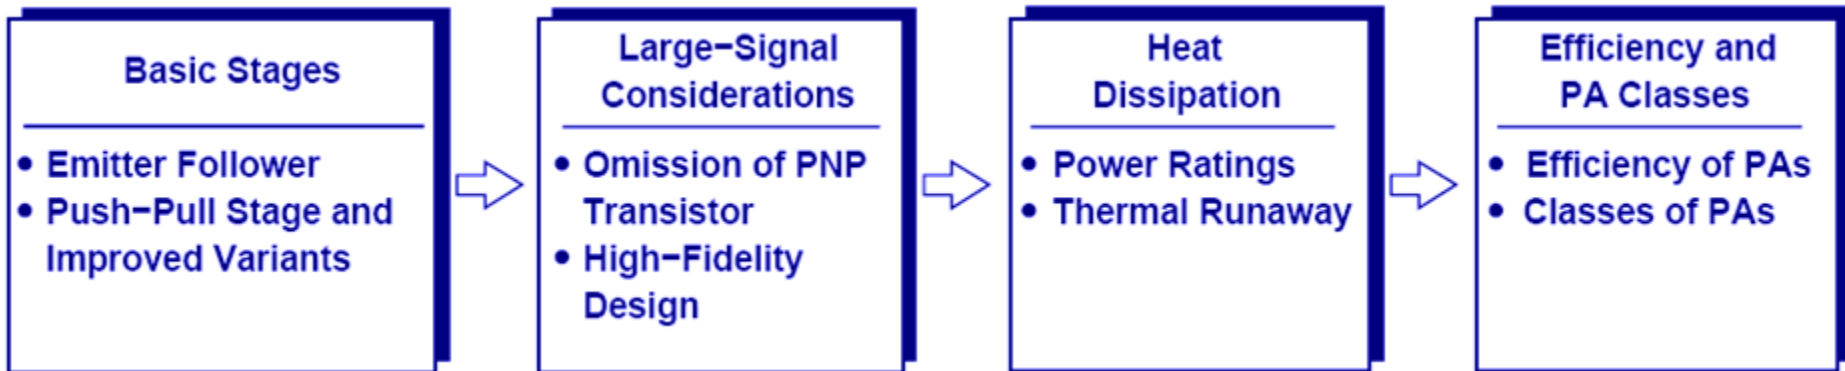 Basic Stages
• Emitter Follower
• Push−Pull Stage and
Improved Variants
Large−Signal
Considerations
• Omission of PNP
Transistor
• High−Fidelity
Design
Heat
Dissipation
• Power Ratings
• Thermal Runaway
Efficiency and
PA Classes
• Efficiency of PAs
• Classes of PAs